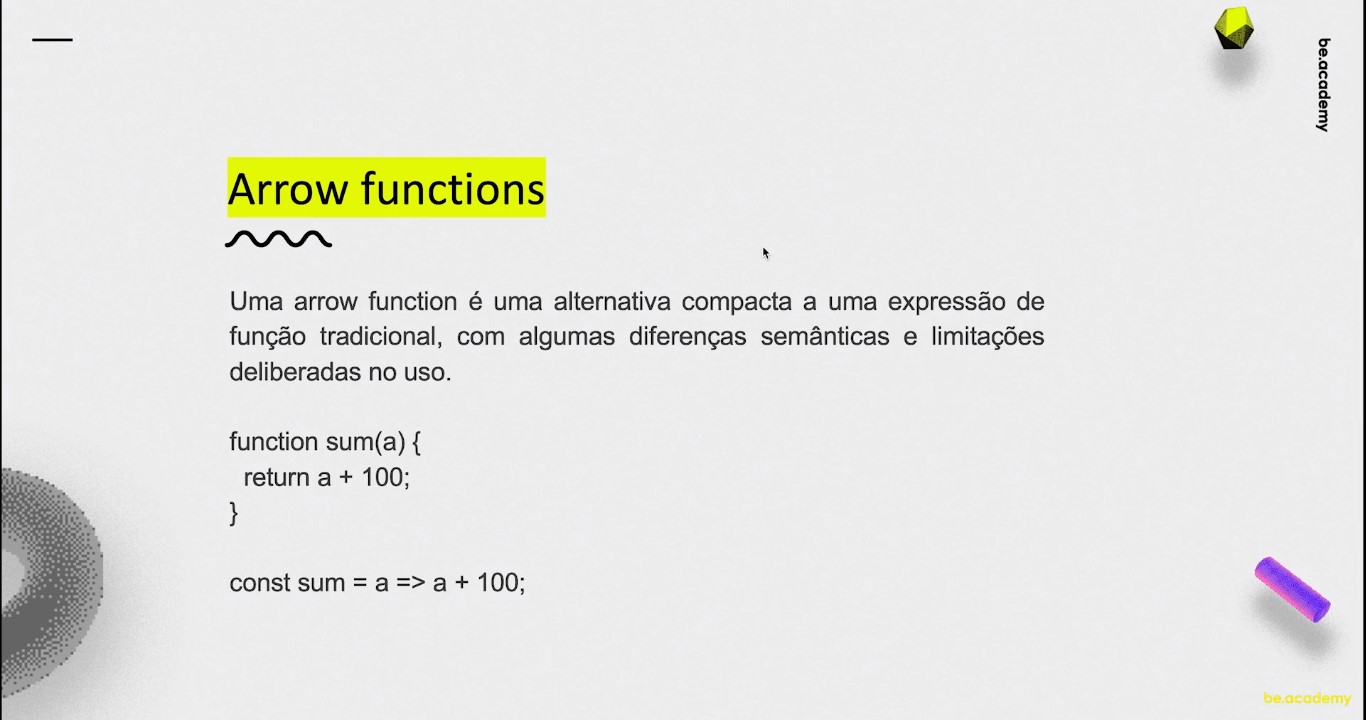 be.academy
Arrow functions
Uma arrow function é uma alternativa compacta a uma expressão de
função tradicional, com algumas diferenças semânticas e limitações
deliberadas no uso.
function sum(a) {
  return a + 100;
}
const sum = a => a + 100;
be.academy